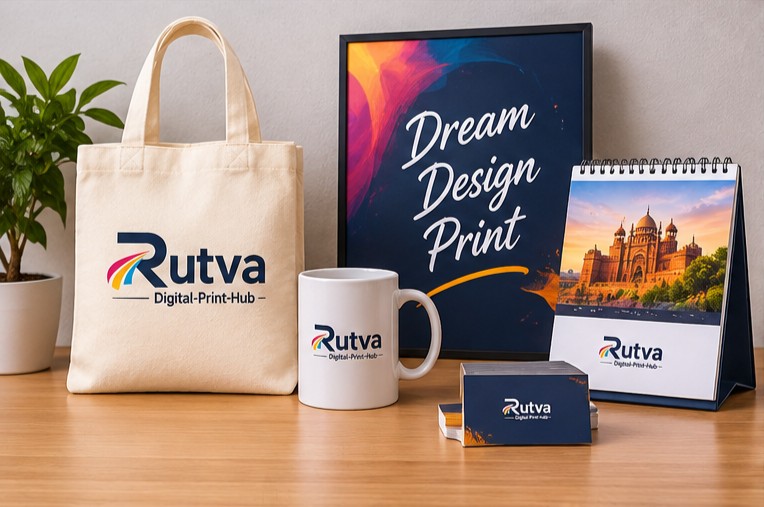 Rutva
Digital-Print-Hub
Rutva
Digital-Print-Hub
Dream
Design
Print
Rutva
Digital-Print-Hub
Rutva
Digital Print Hub